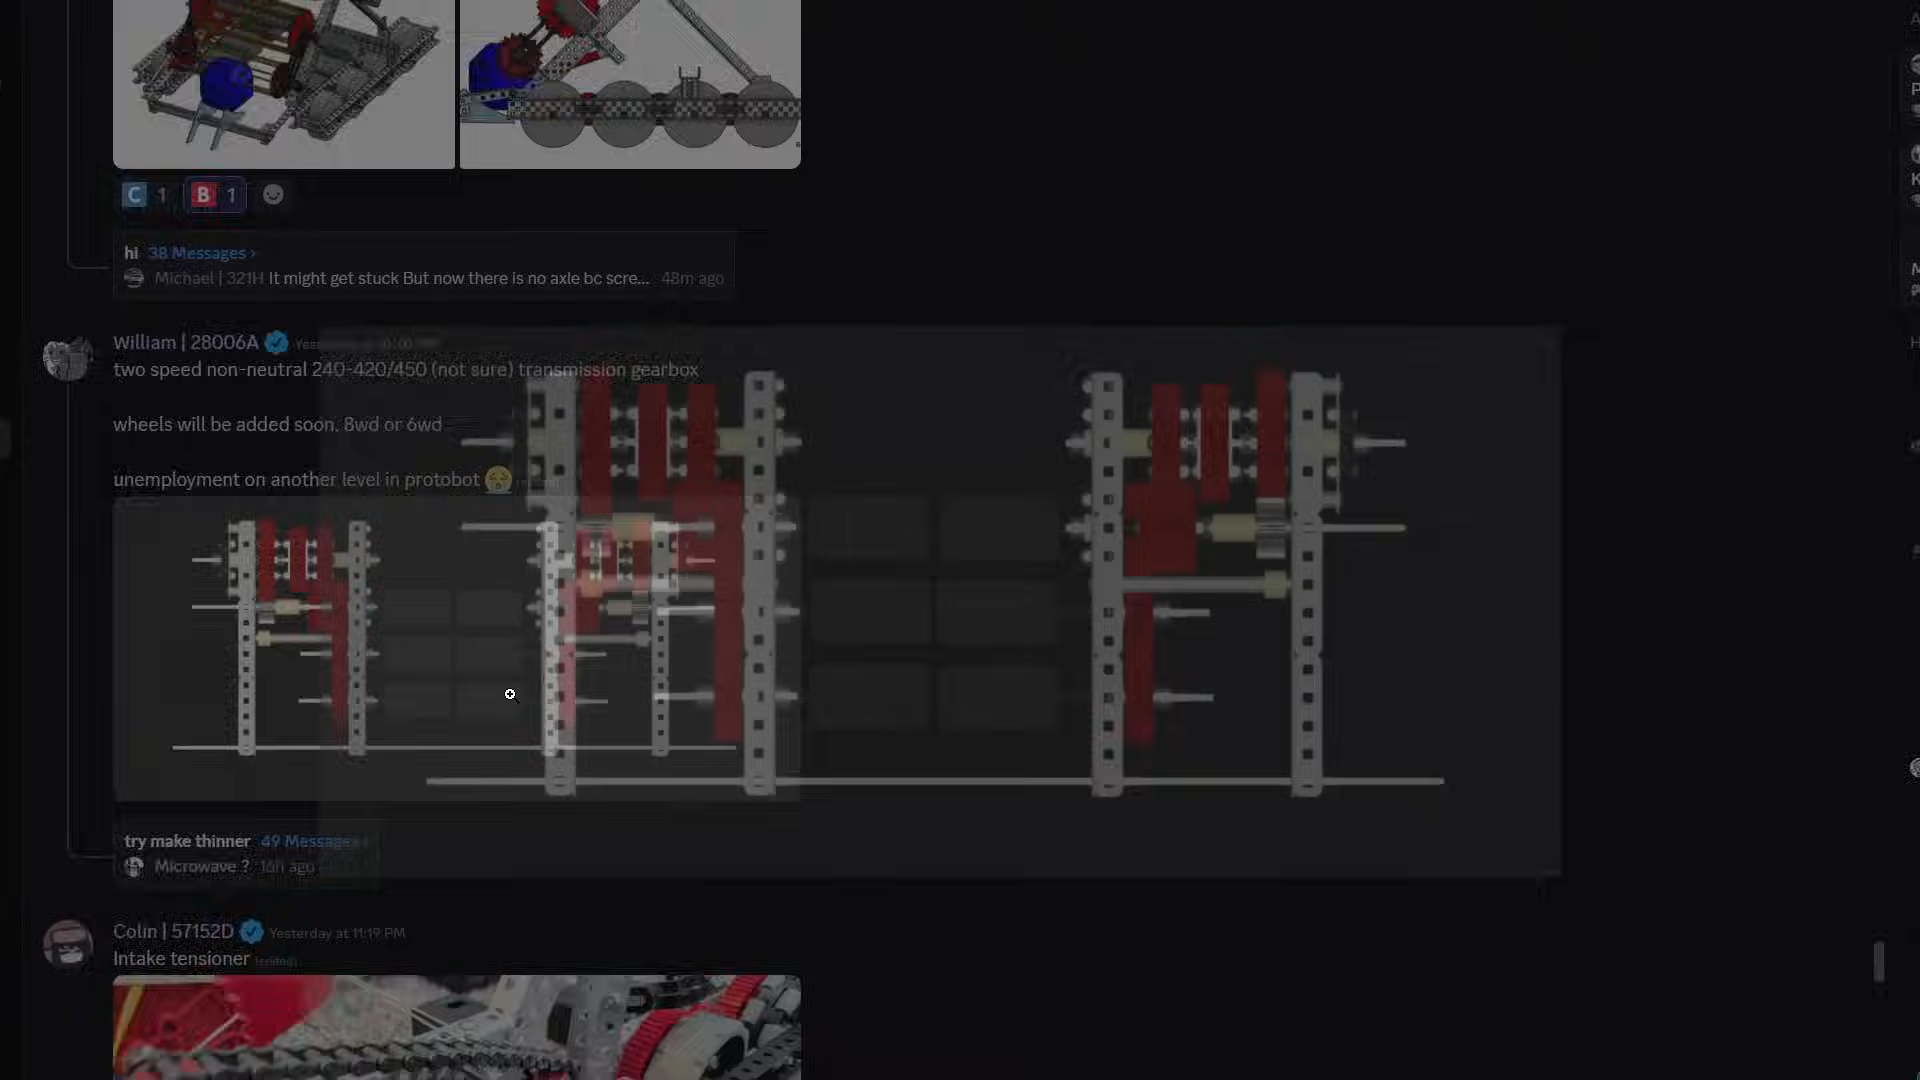 C 1 B 1
hi 38 Messages ›
Michael | 321H It might get stuck But now there is no axle bc scre... 48m ago
William | 28006A
two speed non-neutral 240-420/450 (not sure) transmission gearbox
wheels will be added soon. 8wd or 6wd
unemployment on another level in protobot
try make thinner 49 Messages ›
Microwave ? 16h ago
Colin | 57152D Yesterday at 11:19 PM
Intake tensioner (edited)